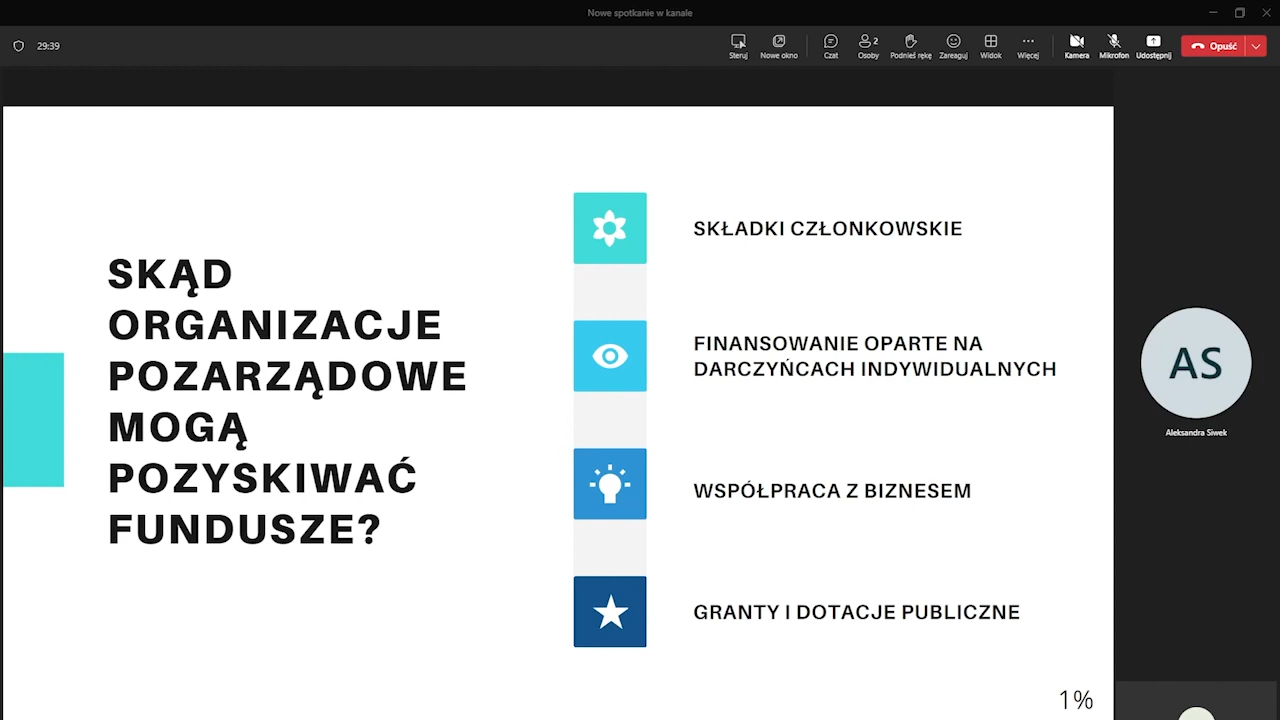 Nowe spotkanie w kanale
29:39
Steruj
Nowe okno
Czat
2
Osoby
Podnieś rękę
Zareaguj
Widok
Więcej
Kamera
Mikrofon
Udostępnij
Opuść
SKĄD
ORGANIZACJE
POZARZĄDOWE
MOGĄ
POZYSKIWAĆ
FUNDUSZE?
SKŁADKI CZŁONKOWSKIE
FINANSOWANIE OPARTE NA
DARCZYŃCACH INDYWIDUALNYCH
WSPÓŁPRACA Z BIZNESEM
GRANTY I DOTACJE PUBLICZNE
1%
AS
Aleksandra Siwek